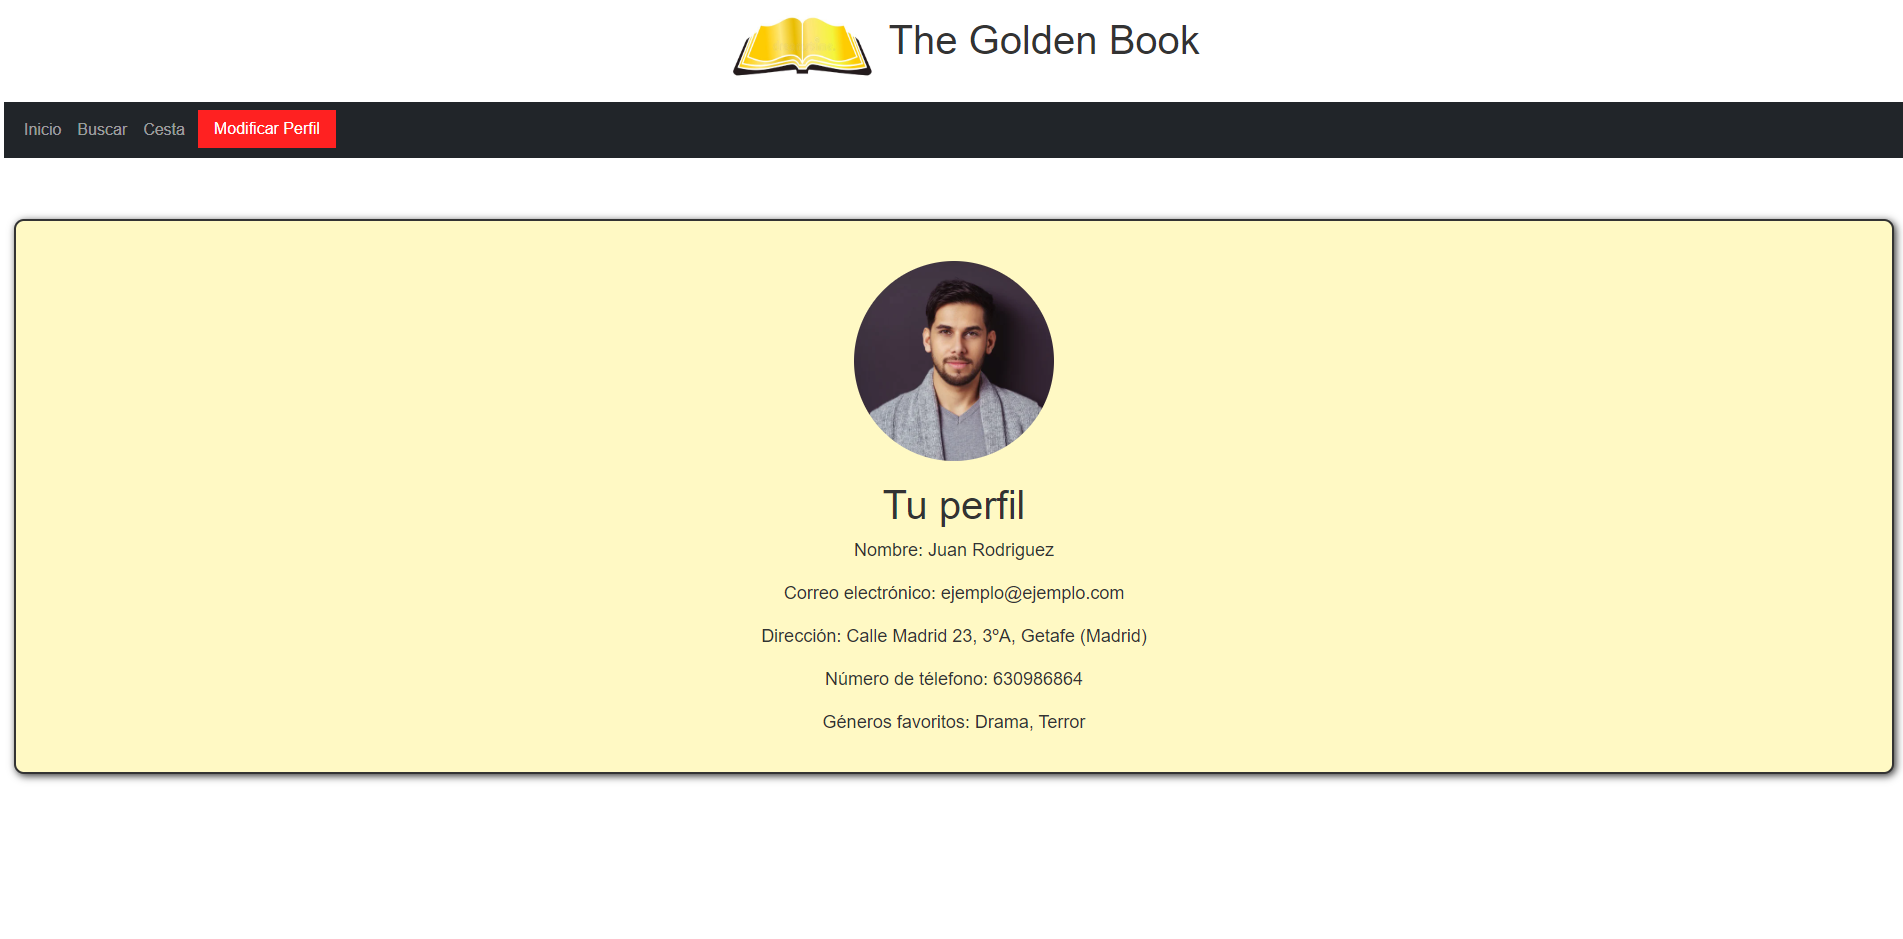 The Golden Book
Inicio Buscar Cesta Modificar Perfil
Tu perfil
Nombre: Juan Rodriguez
Correo electrónico: ejemplo@ejemplo.com
Dirección: Calle Madrid 23, 3ºA, Getafe (Madrid)
Número de télefono: 630986864
Géneros favoritos: Drama, Terror